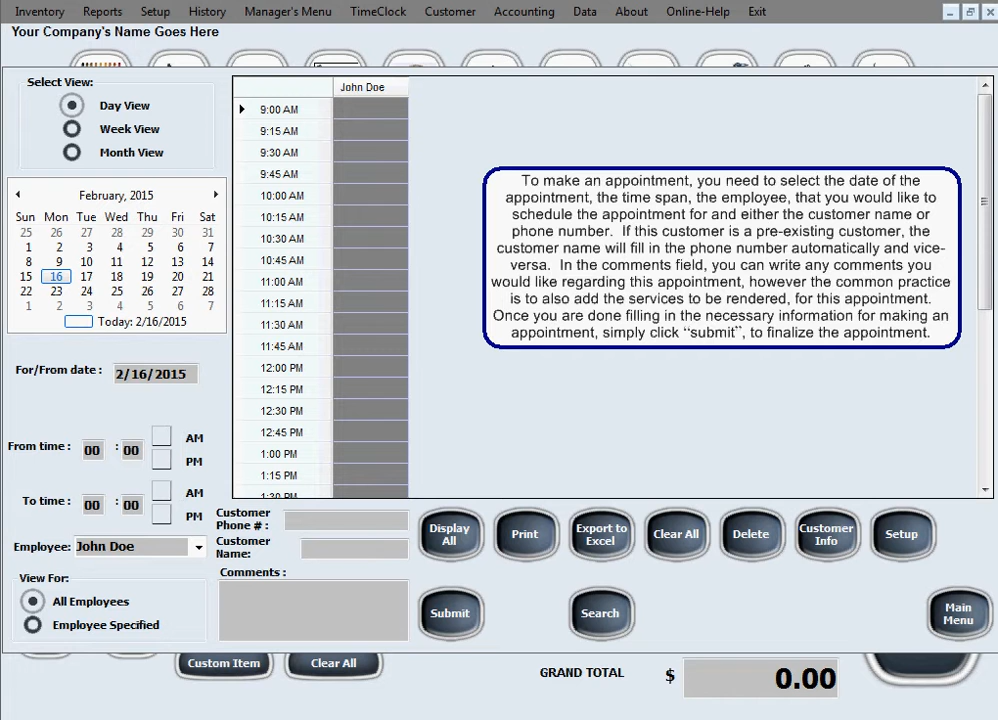 Inventory Reports Setup History Manager's Menu TimeClock Customer Accounting Data About Online-Help Exit
Your Company's Name Goes Here
Select View:
Day View
Week View
Month View
February, 2015
Sun Mon Tue Wed Thu Fri Sat
25 26 27 28 29 30 31
1 2 3 4 5 6 7
8 9 10 11 12 13 14
15 16 17 18 19 20 21
22 23 24 25 26 27 28
1 2 3 4 5 6 7
Today: 2/16/2015
For/From date : 2/16/2015
From time : 00 : 00 AM
PM
To time : 00 : 00 AM
PM
Employee: John Doe
View For:
All Employees
Employee Specified
John Doe
9:00 AM
9:15 AM
9:30 AM
9:45 AM
10:00 AM
10:15 AM
10:30 AM
10:45 AM
11:00 AM
11:15 AM
11:30 AM
11:45 AM
12:00 PM
12:15 PM
12:30 PM
12:45 PM
1:00 PM
1:15 PM
1:30 PM
To make an appointment, you need to select the date of the
appointment, the time span, the employee, that you would like to
schedule the appointment for and either the customer name or
phone number. If this customer is a pre-existing customer, the
customer name will fill in the phone number automatically and vice-
versa. In the comments field, you can write any comments you
would like regarding this appointment, however the common practice
is to also add the services to be rendered, for this appointment.
Once you are done filling in the necessary information for making an
appointment, simply click “submit”, to finalize the appointment.
Customer
Phone # :
Customer
Name:
Comments :
Display
All
Print
Export to
Excel
Clear All
Delete
Customer
Info
Setup
Submit
Search
Main
Menu
Custom Item
Clear All
GRAND TOTAL $ 0.00